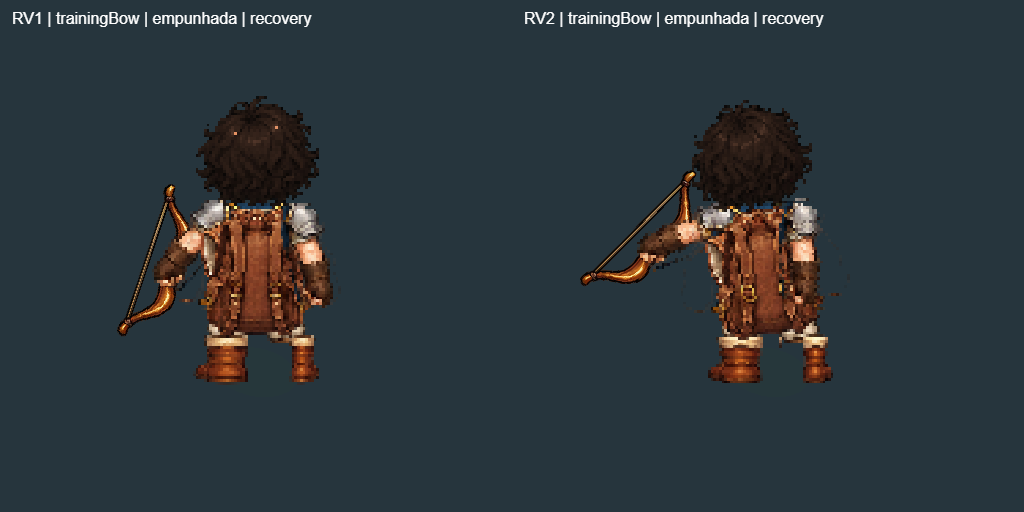 RV1 | trainingBow | empunhada | recovery
RV2 | trainingBow | empunhada | recovery